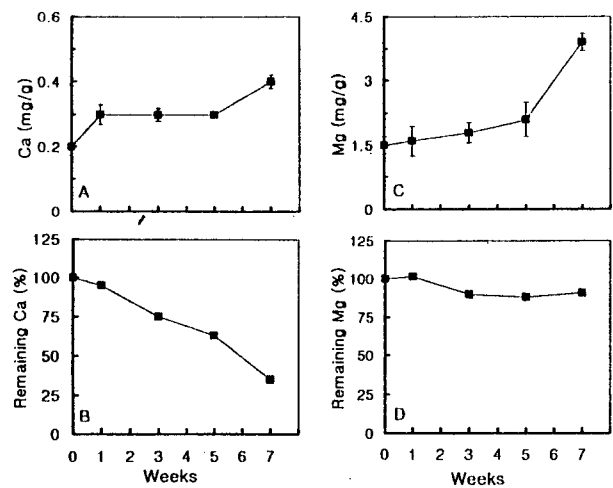 0.6
0.4
0.2
0
Ca (mg/g)
A
4.5
3
1.5
0
Mg (mg/g)
C
125
100
75
50
25
0
Remaining Ca (%)
B
0 1 2 3 4 5 6 7
Weeks
125
100
75
50
25
0
Remaining Mg (%)
D
0 1 2 3 4 5 6 7
Weeks